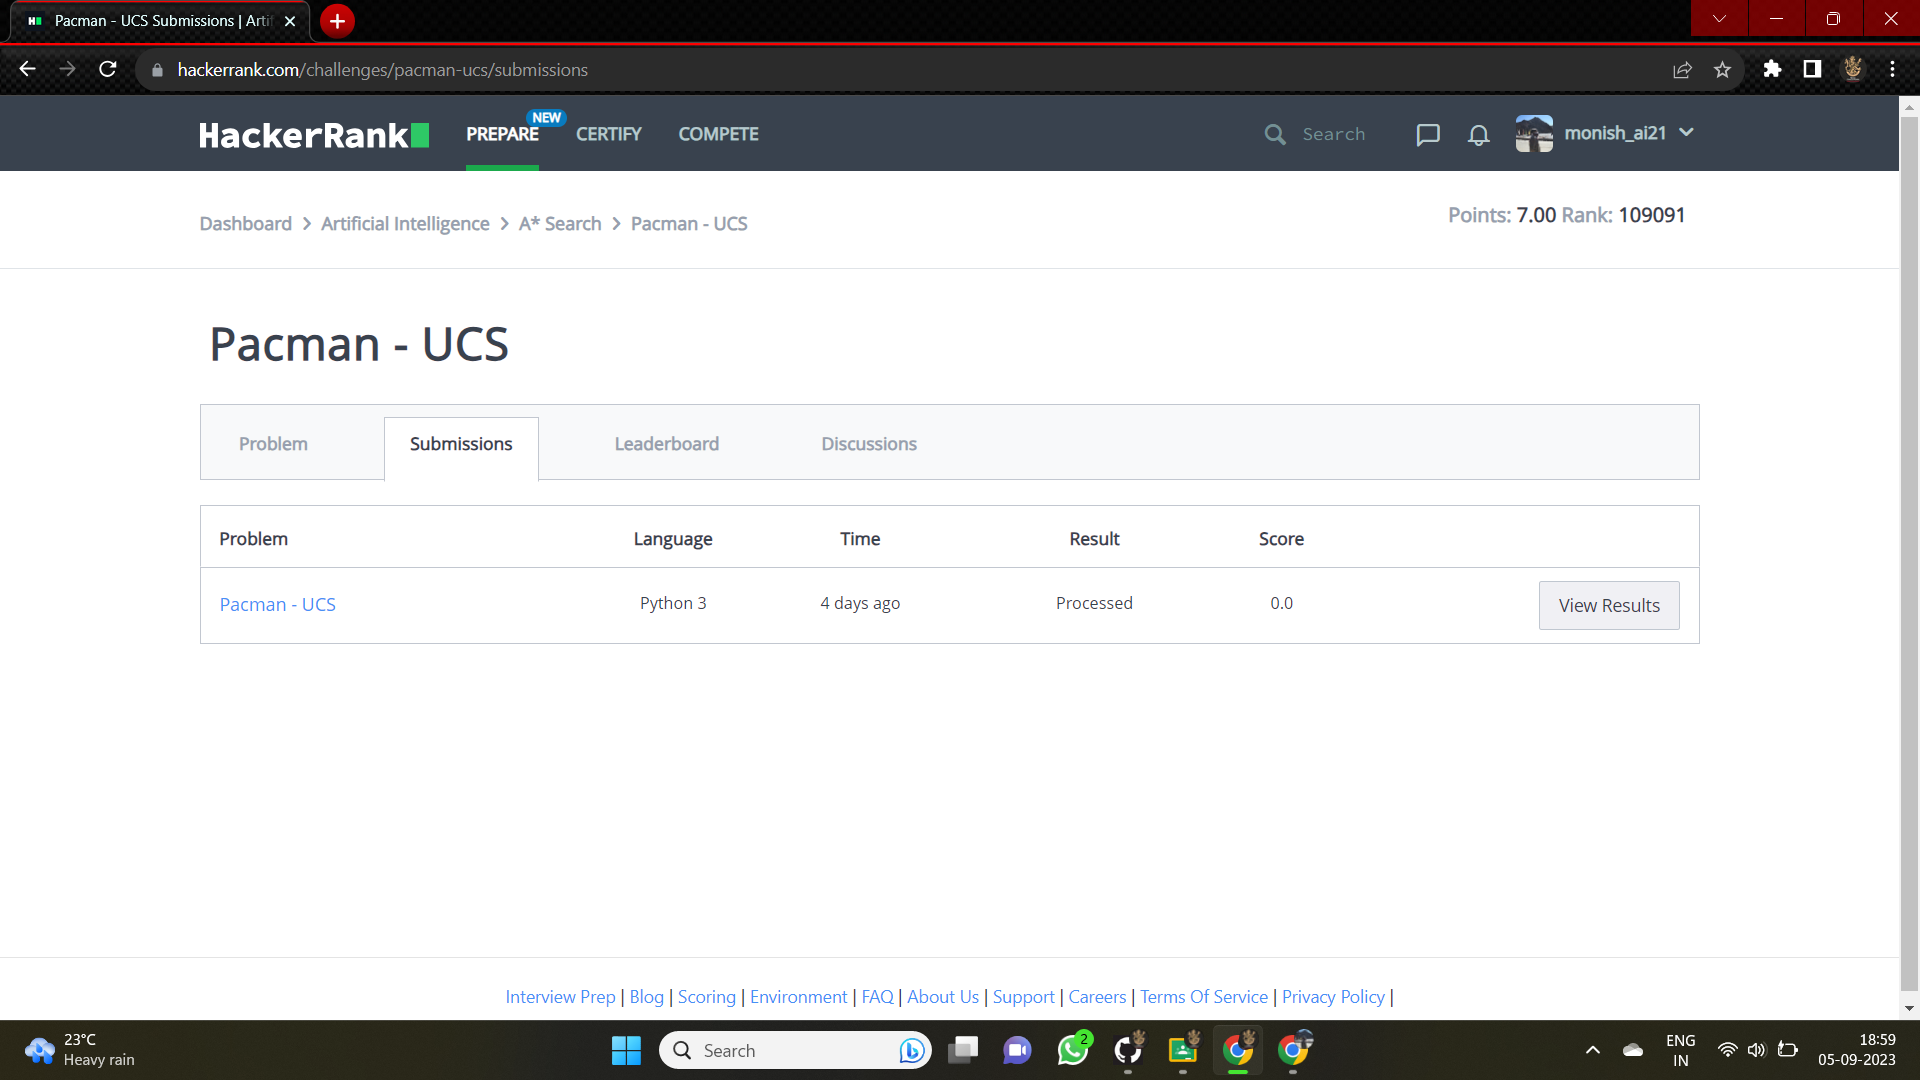 Pacman - UCS Submissions | Arti
hackerrank.com/challenges/pacman-ucs/submissions
HackerRank
PREPARE NEW CERTIFY COMPETE Search monish_ai21
Dashboard > Artificial Intelligence > A* Search > Pacman - UCS
Points: 7.00 Rank: 109091
Pacman - UCS
Problem Submissions Leaderboard Discussions
Problem Language Time Result Score
Pacman - UCS Python 3 4 days ago Processed 0.0 View Results
Interview Prep | Blog | Scoring | Environment | FAQ | About Us | Support | Careers | Terms Of Service | Privacy Policy |
23°C
Heavy rain
Search
2
ENG
IN
18:59
05-09-2023